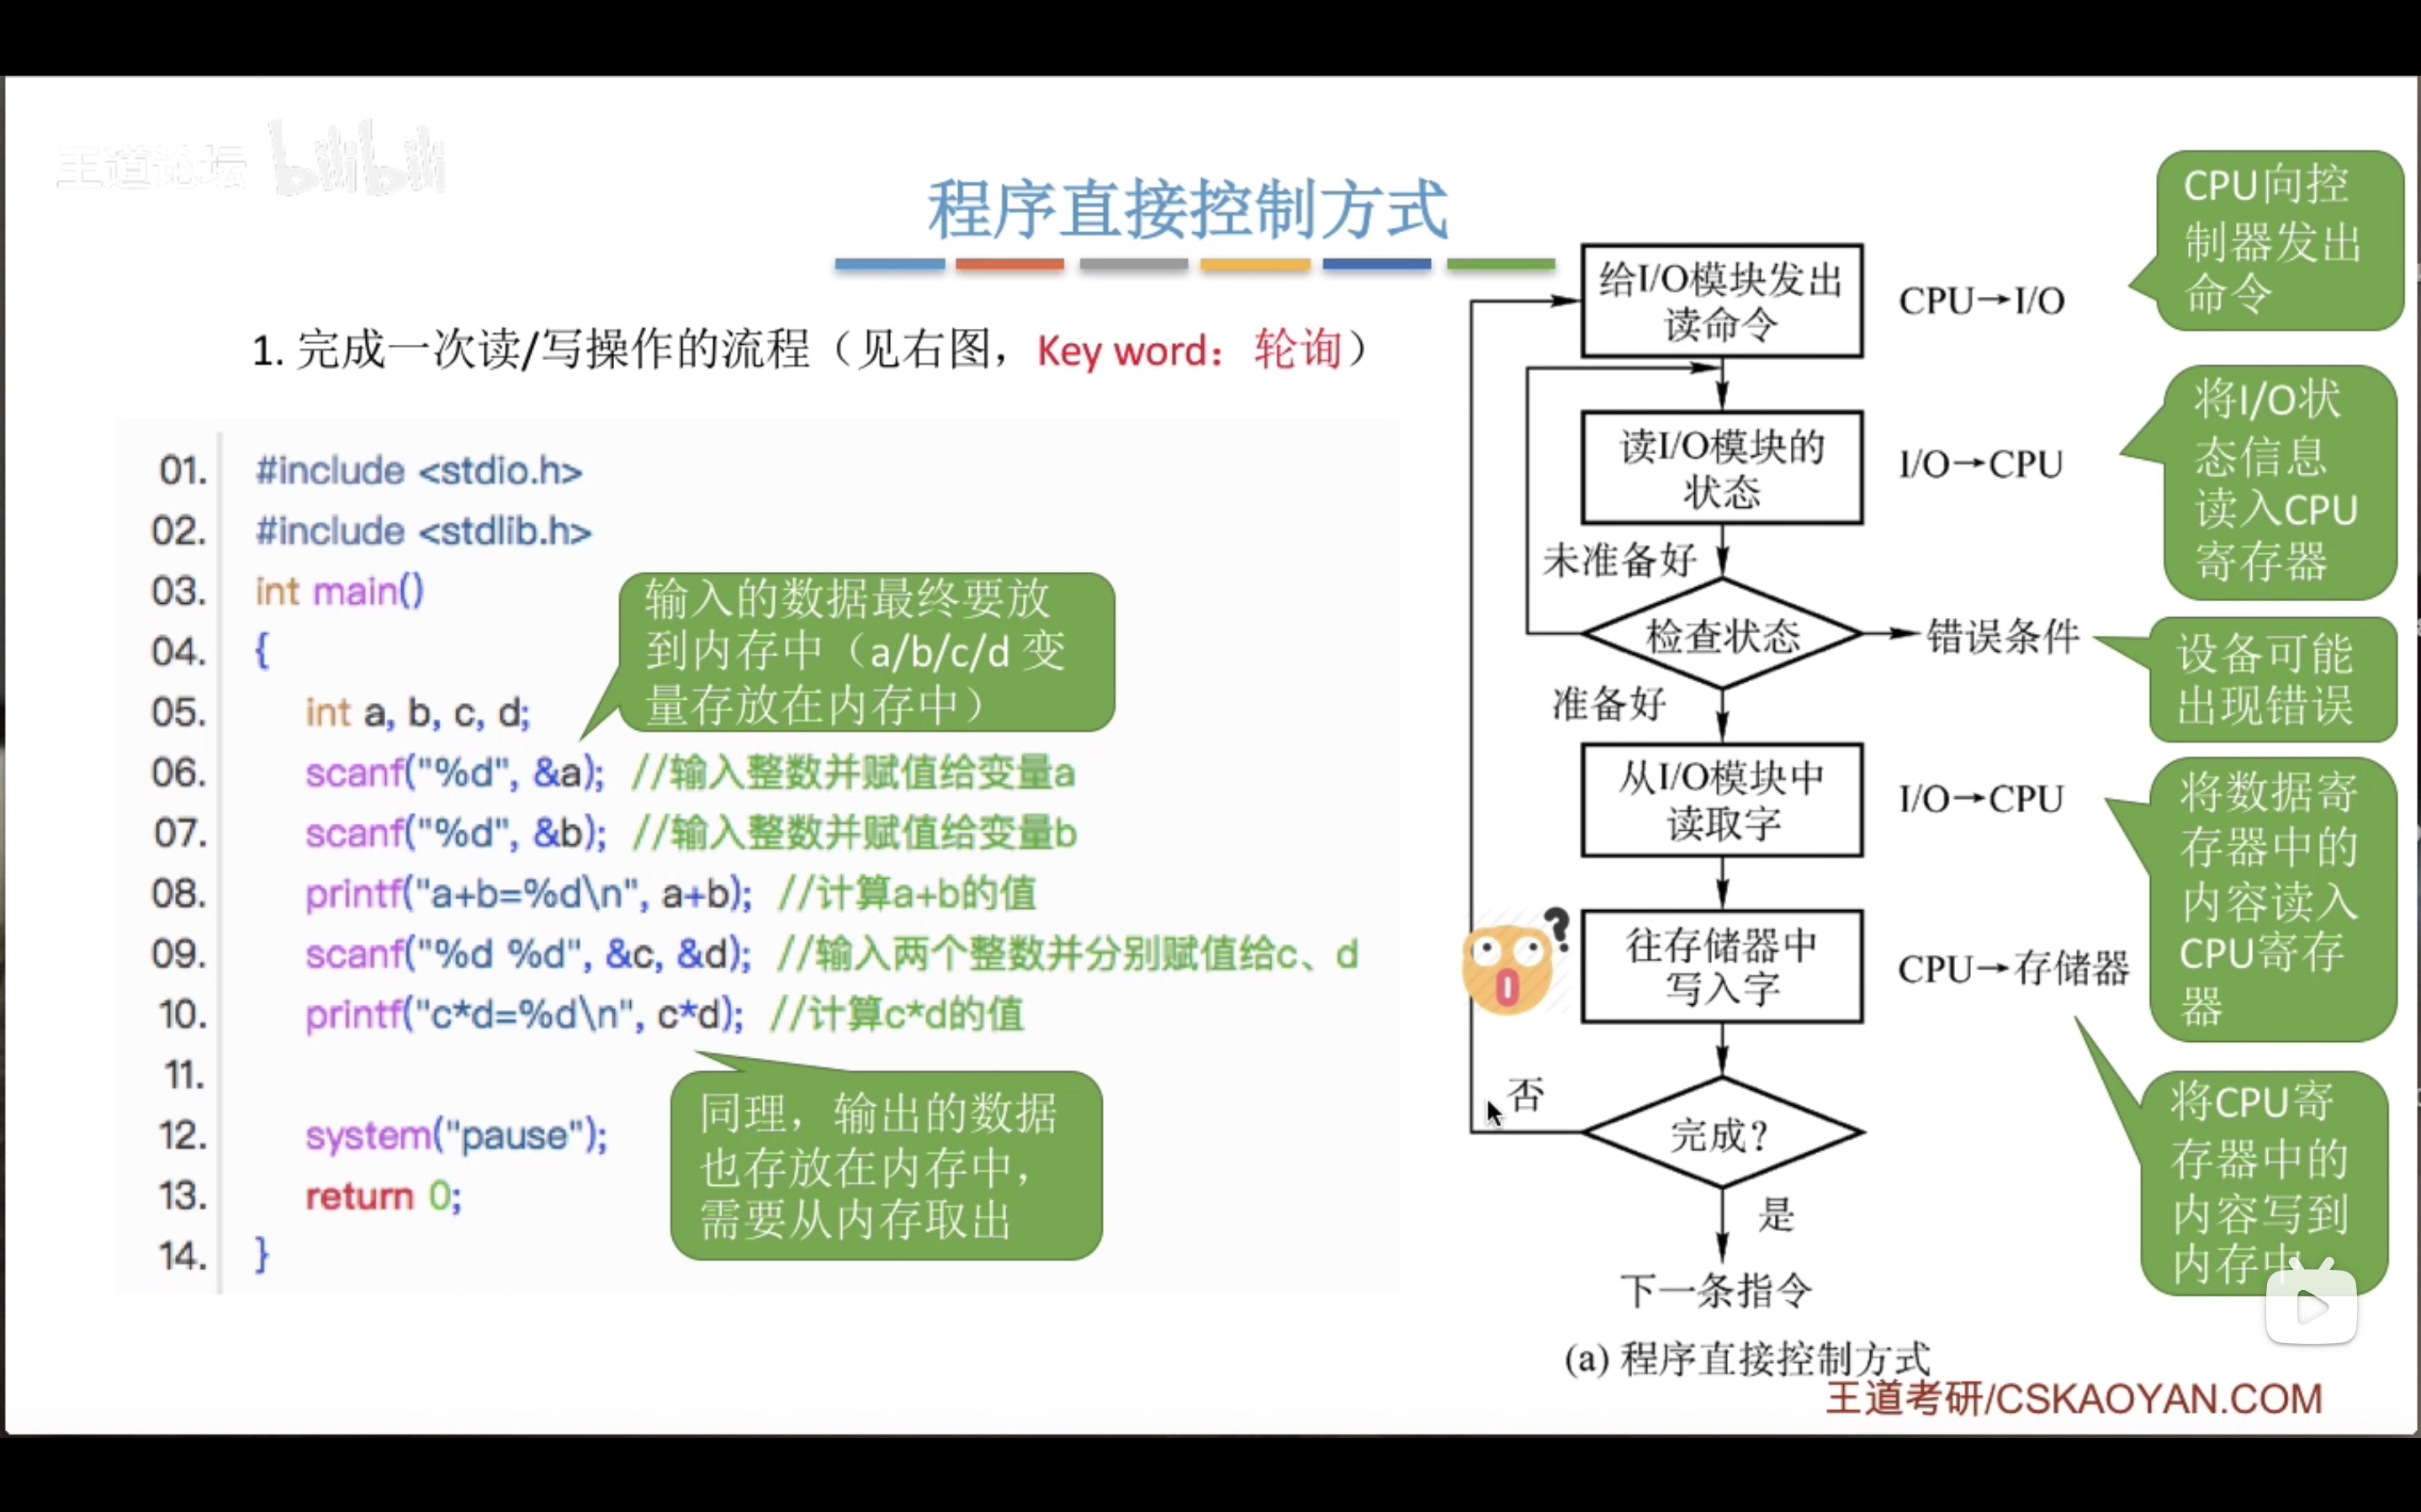 王道论坛 bilibili
程序直接控制方式
1. 完成一次读/写操作的流程（见右图，Key word：轮询）
01. #include <stdio.h>
02. #include <stdlib.h>
03. int main()
04. {
05. int a, b, c, d;
06. scanf("%d", &a); //输入整数并赋值给变量a
07. scanf("%d", &b); //输入整数并赋值给变量b
08. printf("a+b=%d\n", a+b); //计算a+b的值
09. scanf("%d %d", &c, &d); //输入两个整数并分别赋值给c、d
10. printf("c*d=%d\n", c*d); //计算c*d的值
11.
12. system("pause");
13. return 0;
14. }
输入的数据最终要放
到内存中（a/b/c/d 变
量存放在内存中）
同理，输出的数据
也存放在内存中，
需要从内存取出
给I/O模块发出
读命令
CPU→I/O
CPU向控
制器发出
命令
读I/O模块的
状态
I/O→CPU
将I/O状
态信息
读入CPU
寄存器
未准备好
检查状态
错误条件
设备可能
出现错误
准备好
从I/O模块中
读取字
I/O→CPU
将数据寄
存器中的
内容读入
CPU寄存
器
往存储器中
写入字
CPU→存储器
将CPU寄
存器中的
内容写到
内存中
否
完成?
是
下一条指令
(a) 程序直接控制方式
王道考研/CSKAOYAN.COM